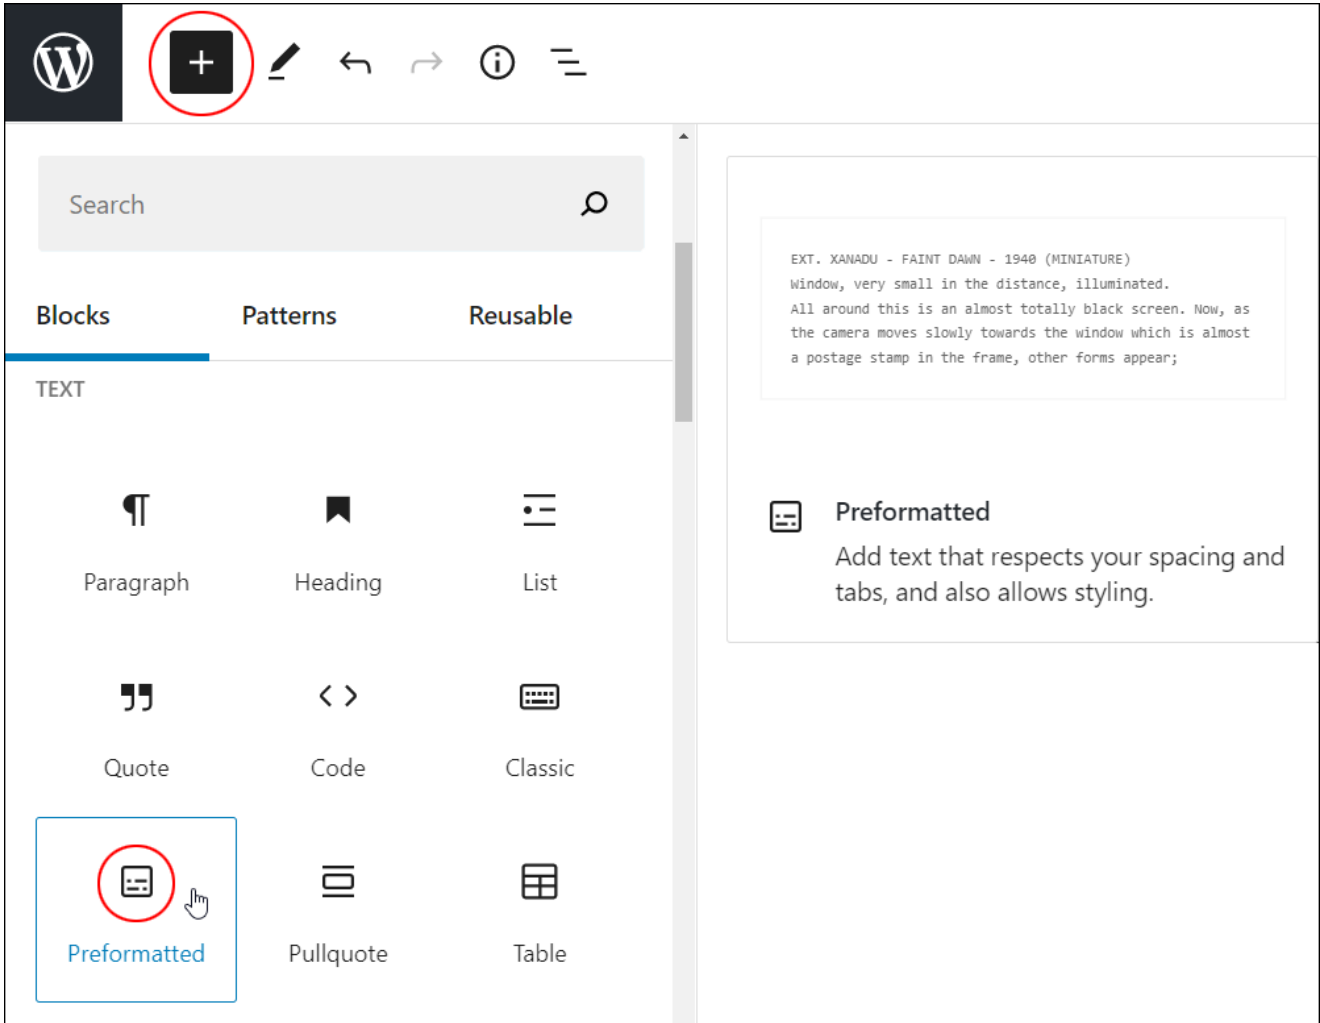 Search
Blocks Patterns Reusable
TEXT
Paragraph Heading List
Quote Code Classic
Preformatted Pullquote Table
EXT. XANADU - FAINT DAWN - 1940 (MINIATURE)
Window, very small in the distance, illuminated.
All around this is an almost totally black screen. Now, as
the camera moves slowly towards the window which is almost
a postage stamp in the frame, other forms appear;
Preformatted
Add text that respects your spacing and
tabs, and also allows styling.